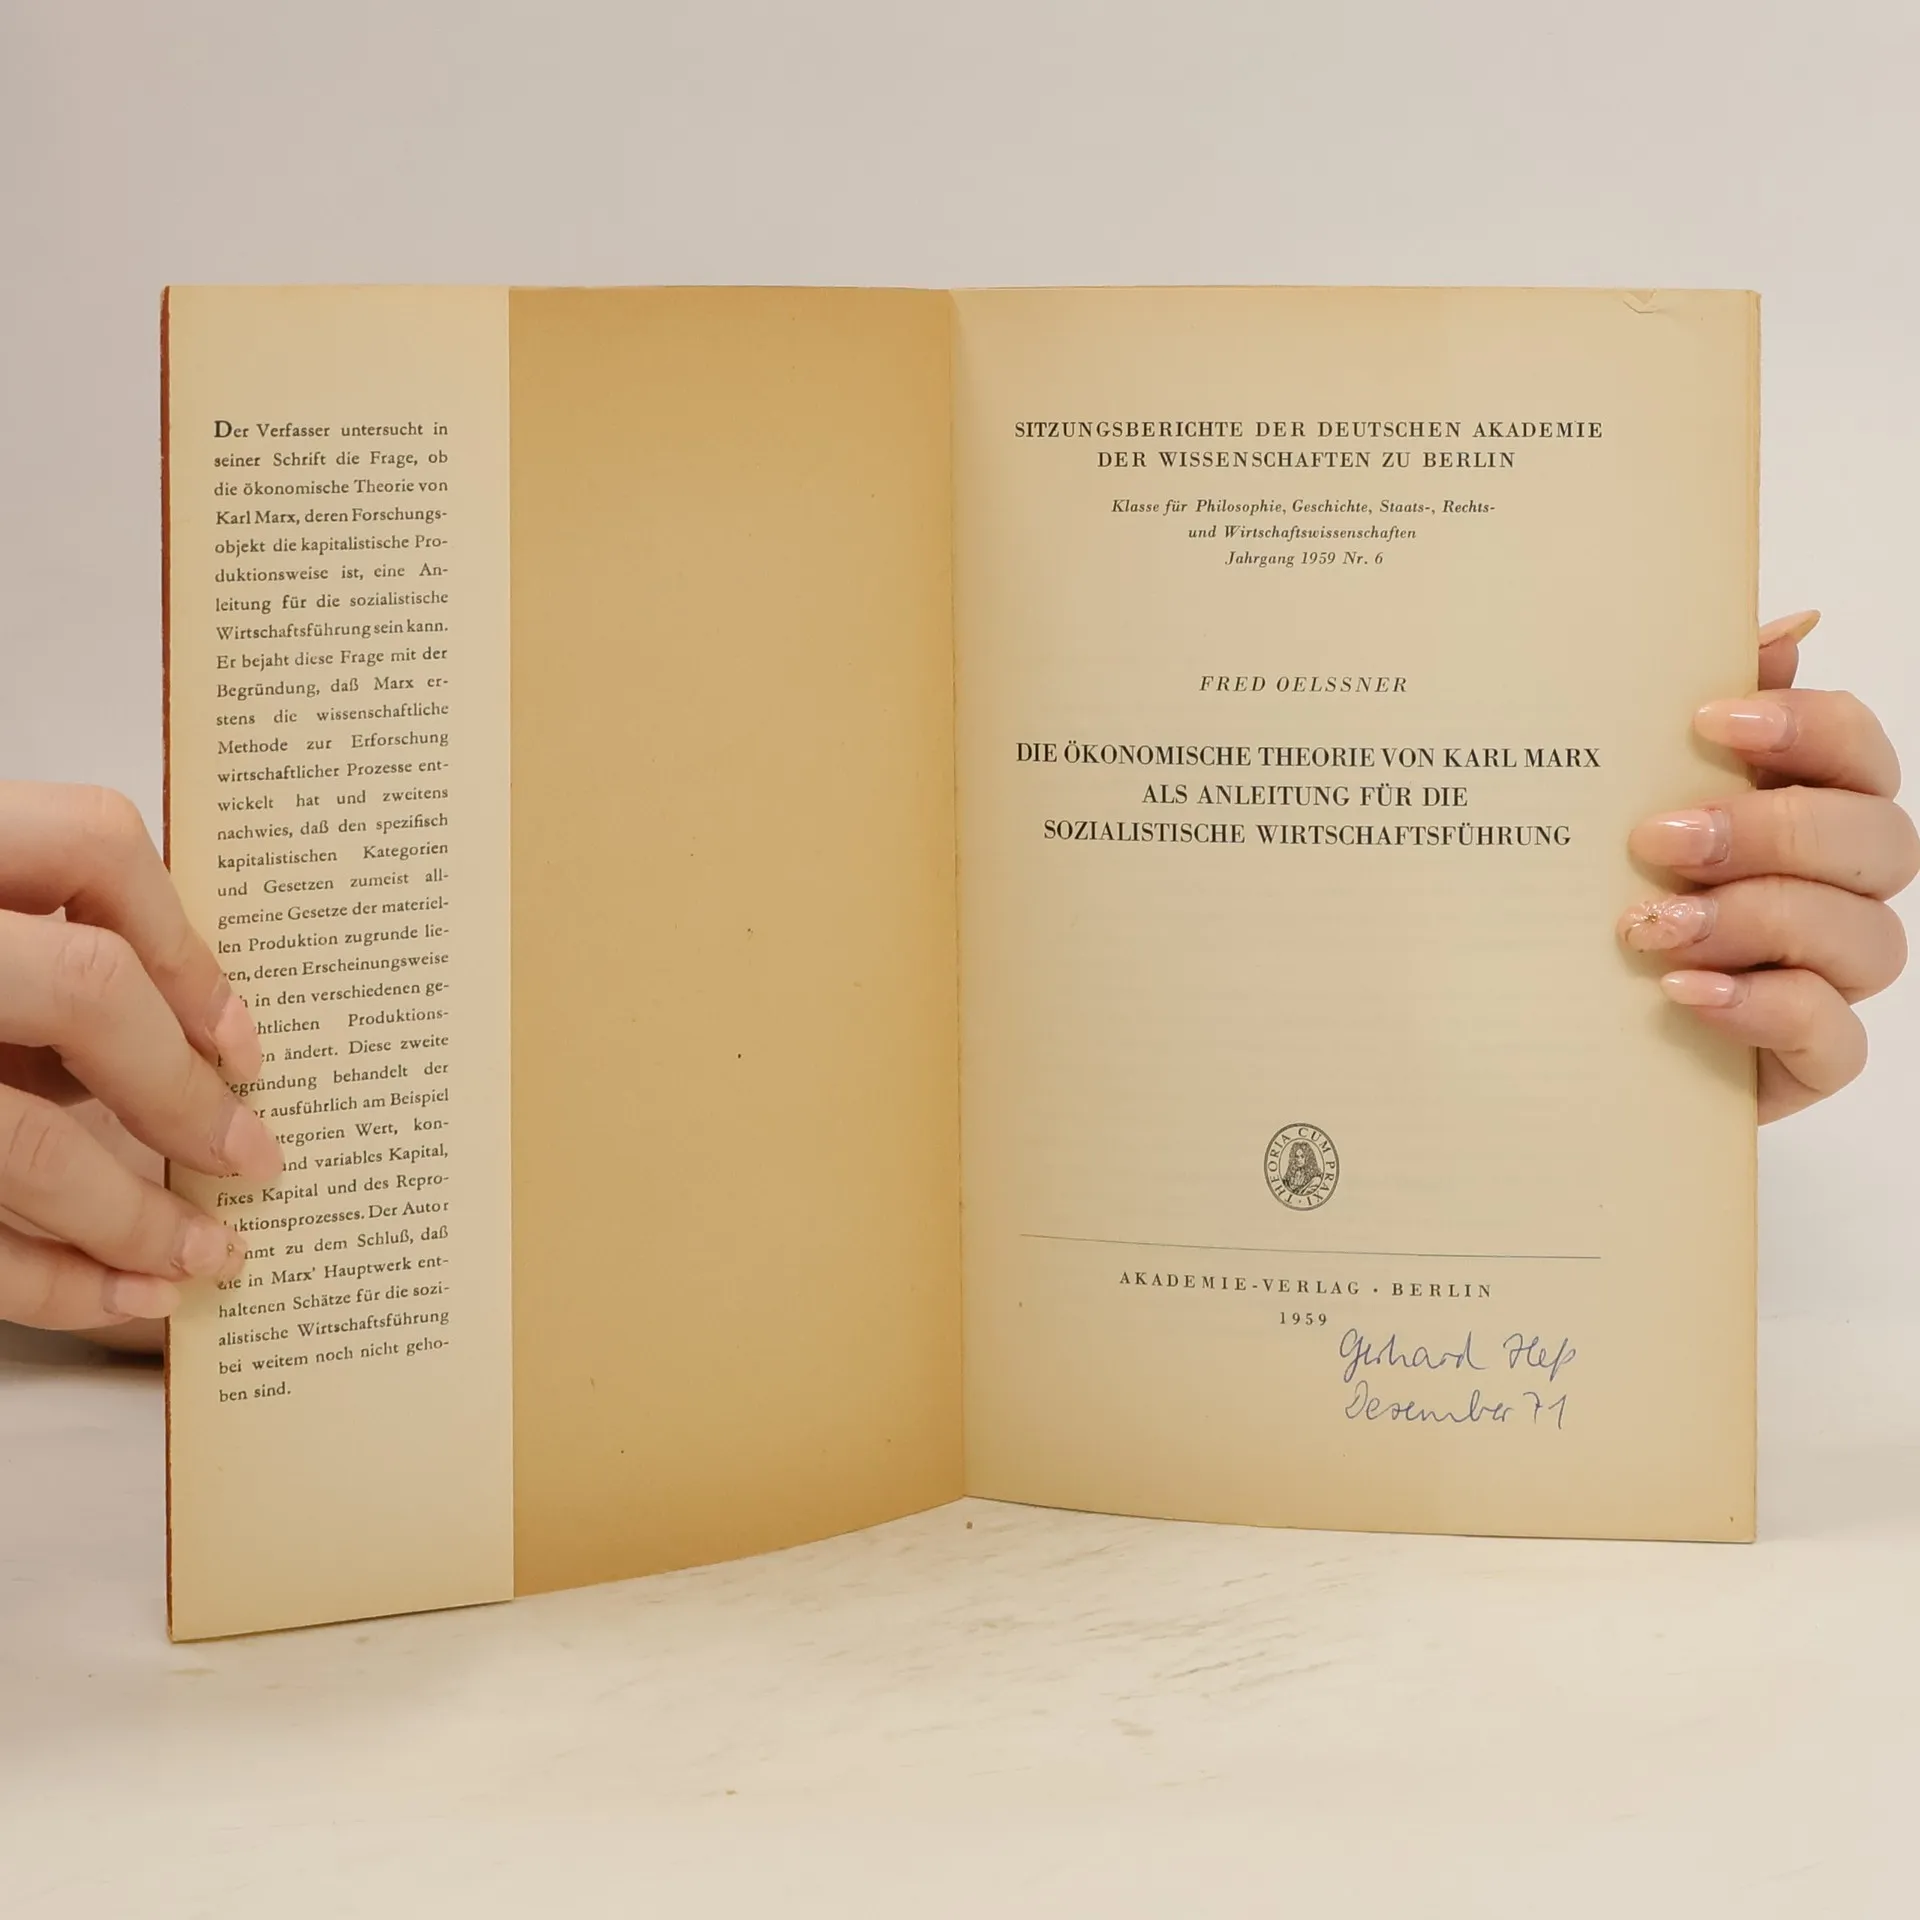 Der Verfasser untersucht in
seiner Schrift die Frage, ob
die ökonomische Theorie von
Karl Marx, deren Forschungs-
objekt die kapitalistische Pro-
duktionsweise ist, eine An-
leitung für die sozialistische
Wirtschaftsführung sein kann.
Er bejaht diese Frage mit der
Begründung, daß Marx er-
stens die wissenschaftliche
Methode zur Erforschung
wirtschaftlicher Prozesse ent-
wickelt hat und zweitens
nachwies, daß den spezifisch
kapitalistischen Kategorien
und Gesetzen zumeist all-
gemeine Gesetze der materiel-
len Produktion zugrunde lie-
en, deren Erscheinungsweise
h in den verschiedenen ge-
htlichen Produktions-
n ändert. Diese zweite
egründung behandelt der
r ausführlich am Beispiel
tegorien Wert, kon-
und variables Kapital,
fixes Kapital und des Repro-
uktionsprozesses. Der Autor
mmt zu dem Schluß, daß
die in Marx' Hauptwerk ent-
haltenen Schätze für die sozi-
alistische Wirtschaftsführung
bei weitem noch nicht geho-
ben sind.
SITZUNGSBERICHTE DER DEUTSCHEN AKADEMIE
DER WISSENSCHAFTEN ZU BERLIN
Klasse für Philosophie, Geschichte, Staats-, Rechts-
und Wirtschaftswissenschaften
Jahrgang 1959 Nr. 6
FRED OELSSNER
DIE ÖKONOMISCHE THEORIE VON KARL MARX
ALS ANLEITUNG FÜR DIE
SOZIALISTISCHE WIRTSCHAFTSFÜHRUNG
THEORIA CUM PRAXI
AKADEMIE-VERLAG · BERLIN
1959
Gerhard Heß
Dezember 71